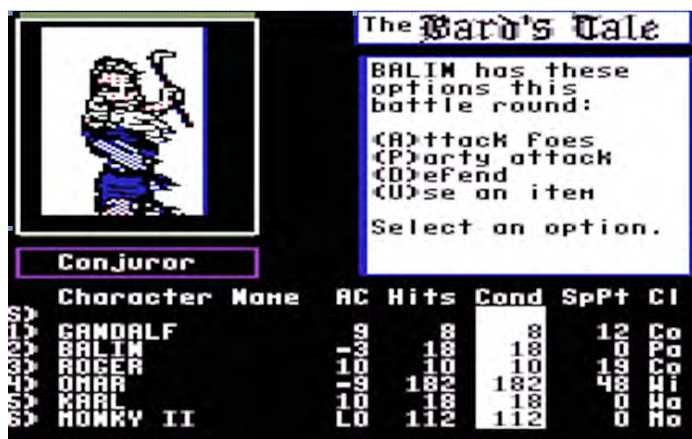 The Bard's Tale
BALIN has these
options this
battle round:
(A)ttack Foes
(P)arty attack
(D)efend
(U)se an item
Select an option.
Conjuror
Character Name AC Hits Cond SpPt Cl
S>
1> GANDALF 9 8 8 12 Co
2> BALIN -3 18 18 0 Pa
3> ROGER 10 10 10 19 Co
4> OMAR -9 182 182 48 Wi
5> KARL 10 18 18 0 Wa
6> MONKY II LO 112 112 0 Mo